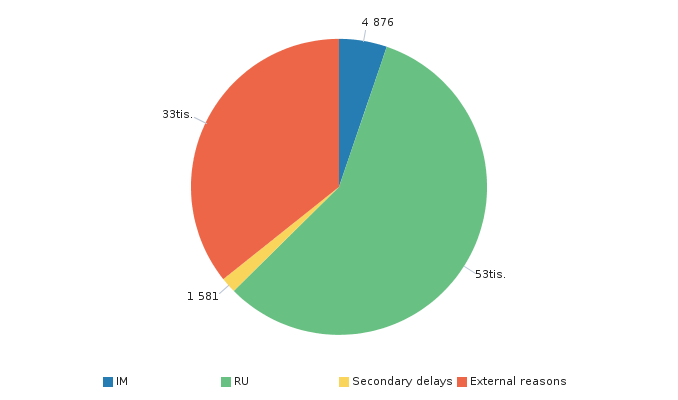 4 876
33tis.
53tis.
1 581
IM RU Secondary delays External reasons